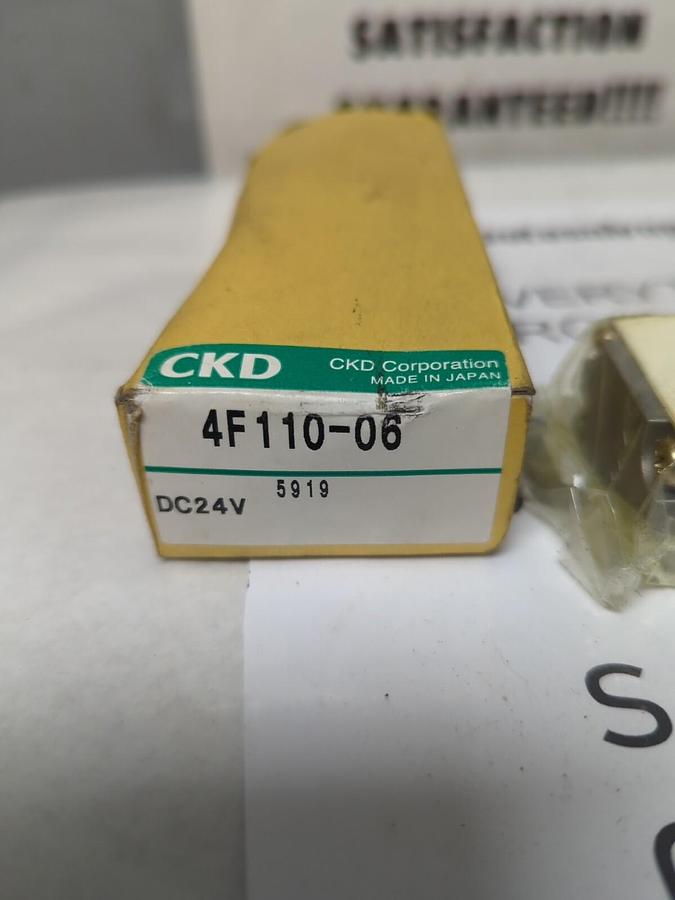 SATISFACTION
GUARANTEED!!!!
CKD
CKD Corporation
MADE IN JAPAN
4F110-06
5919
DC24V
S